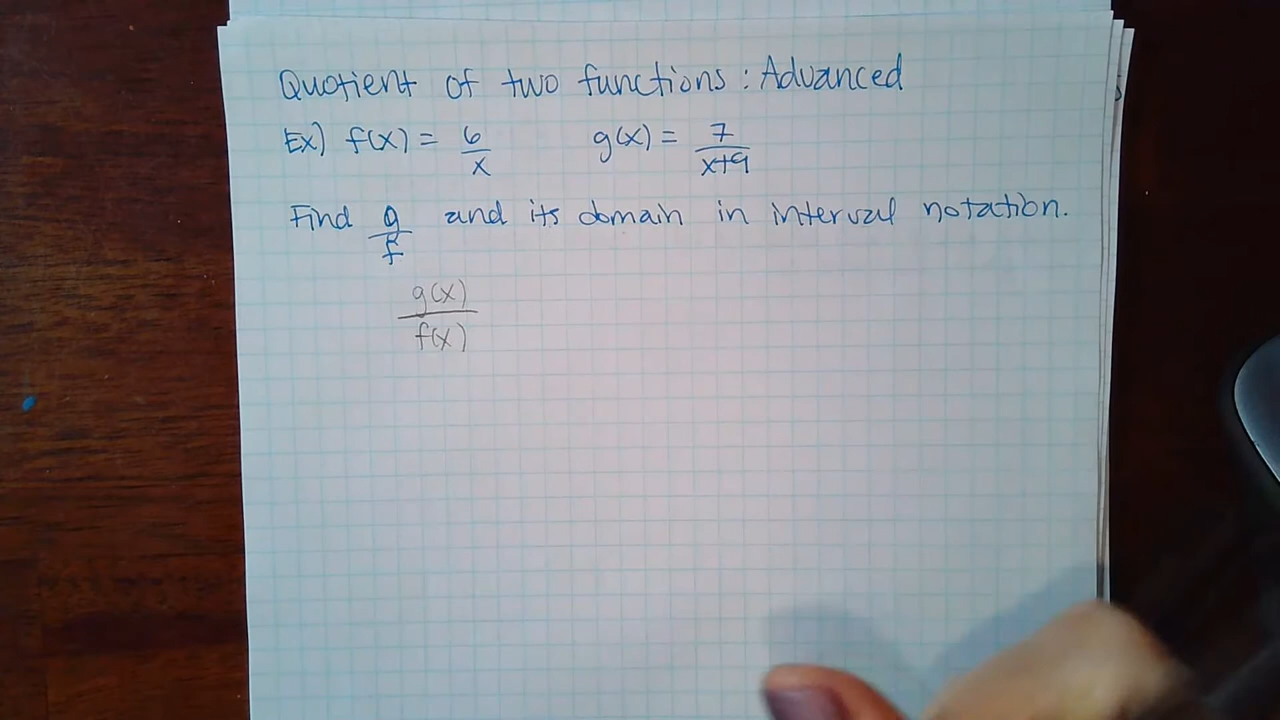 Quotient of two functions: Advanced
Ex) f(x) = 6/x g(x) = 7/(x+9)
Find g/f and its domain in interval notation.
g(x)/f(x)